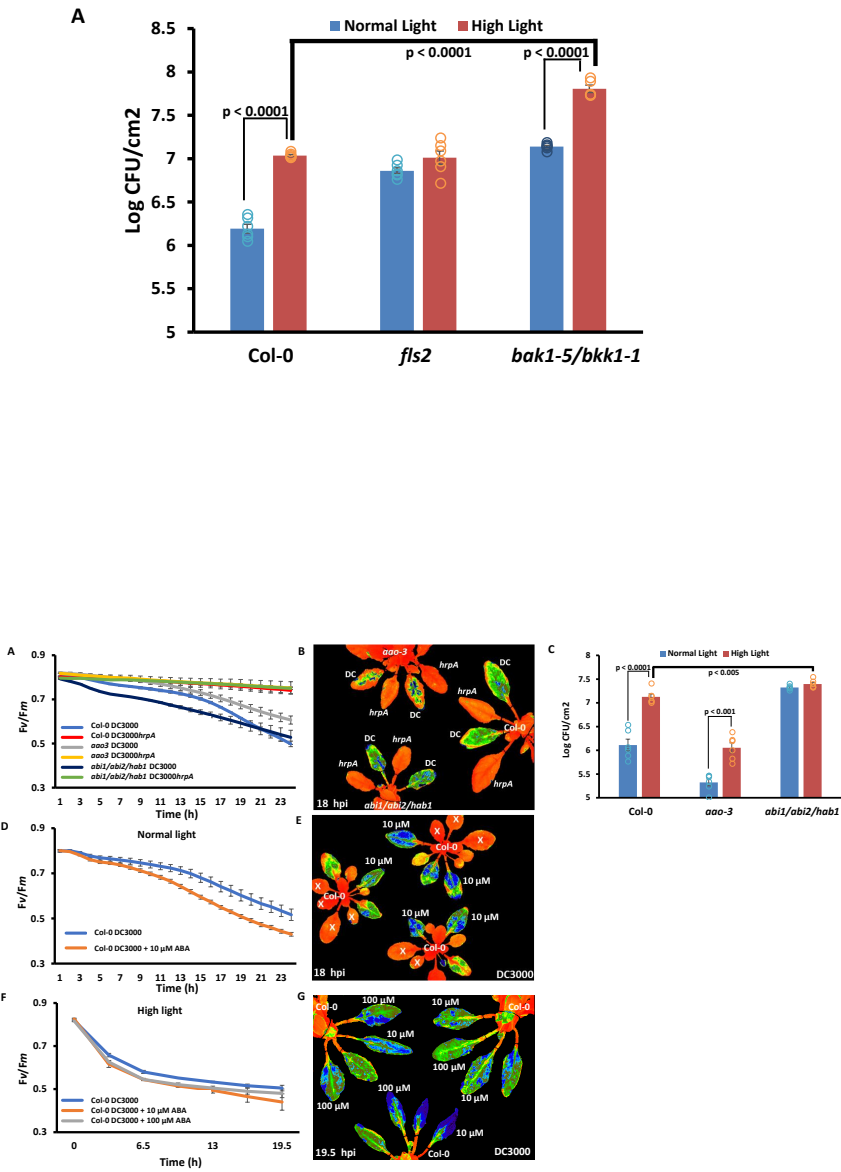 A
8.5
Normal Light
High Light
8
p < 0.0001
p < 0.0001
7.5
p < 0.0001
7
6.5
6
5.5
5
Log CFU/cm2
Col-0
fls2
bak1-5/bkk1-1
A
0.9
0.7
0.5
0.3
Fv/Fm
Col-0 DC3000
Col-0 DC3000hrpA
aao3 DC3000
aao3 DC3000hrpA
abi1/abi2/hab1 DC3000
abi1/abi2/hab1 DC3000hrpA
1 3 5 7 9 11 13 15 17 19 21 23
Time (h)
B
aao-3
DC
DC
DC
hrpA
hrpA
hrpA
DC
Col-0
hrpA
hrpA
DC
hrpA
DC
hrpA
18 hpi
abi1/abi2/hab1
C
Normal Light
High Light
8
7.5
7
6.5
6
5.5
5
p < 0.0001
p < 0.005
p <0.001
Log CFU/cm2
Col-0
aao-3
abi1/abi2/hab1
D
0.9
0.7
0.5
0.3
Fv/Fm
Normal light
Col-0 DC3000
Col-0 DC3000 + 10 µM ABA
1 3 5 7 9 11 13 15 17 19 21 23
Time (h)
E
10 µM
X
X
X
Col-0
10 µM
10 µM
X
Col-0
X
X
10 µM
10 µM
X
X
Col-0
X
18 hpi
DC3000
F
0.9
0.7
0.5
0.3
Fv/Fm
High light
Col-0 DC3000
Col-0 DC3000 + 10 µM ABA
Col-0 DC3000 + 100 µM ABA
0 6.5 13 19.5
Time (h)
G
Col-0
100 µM
10 µM
Col-0
10 µM
100 µM
100 µM
10 µM
100 µM
10 µM
Col-0
19.5 hpi
DC3000